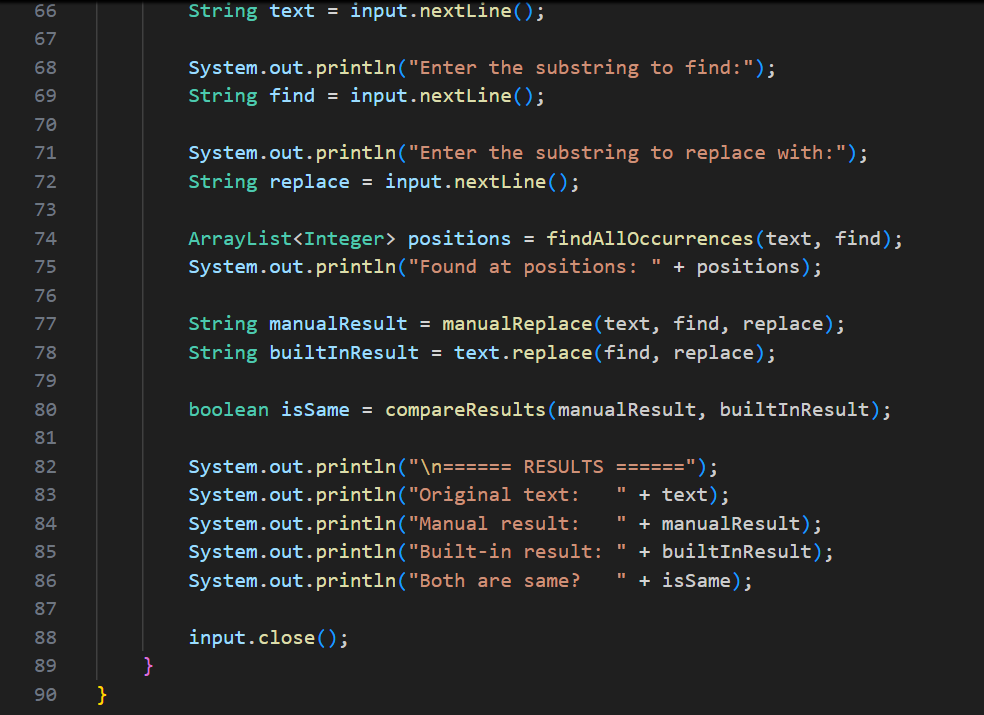 66 String text = input.nextLine();
67
68 System.out.println("Enter the substring to find:");
69 String find = input.nextLine();
70
71 System.out.println("Enter the substring to replace with:");
72 String replace = input.nextLine();
73
74 ArrayList<Integer> positions = findAllOccurrences(text, find);
75 System.out.println("Found at positions: " + positions);
76
77 String manualResult = manualReplace(text, find, replace);
78 String builtInResult = text.replace(find, replace);
79
80 boolean isSame = compareResults(manualResult, builtInResult);
81
82 System.out.println("\n====== RESULTS ======");
83 System.out.println("Original text:   " + text);
84 System.out.println("Manual result:   " + manualResult);
85 System.out.println("Built-in result: " + builtInResult);
86 System.out.println("Both are same?   " + isSame);
87
88 input.close();
89 }
90 }